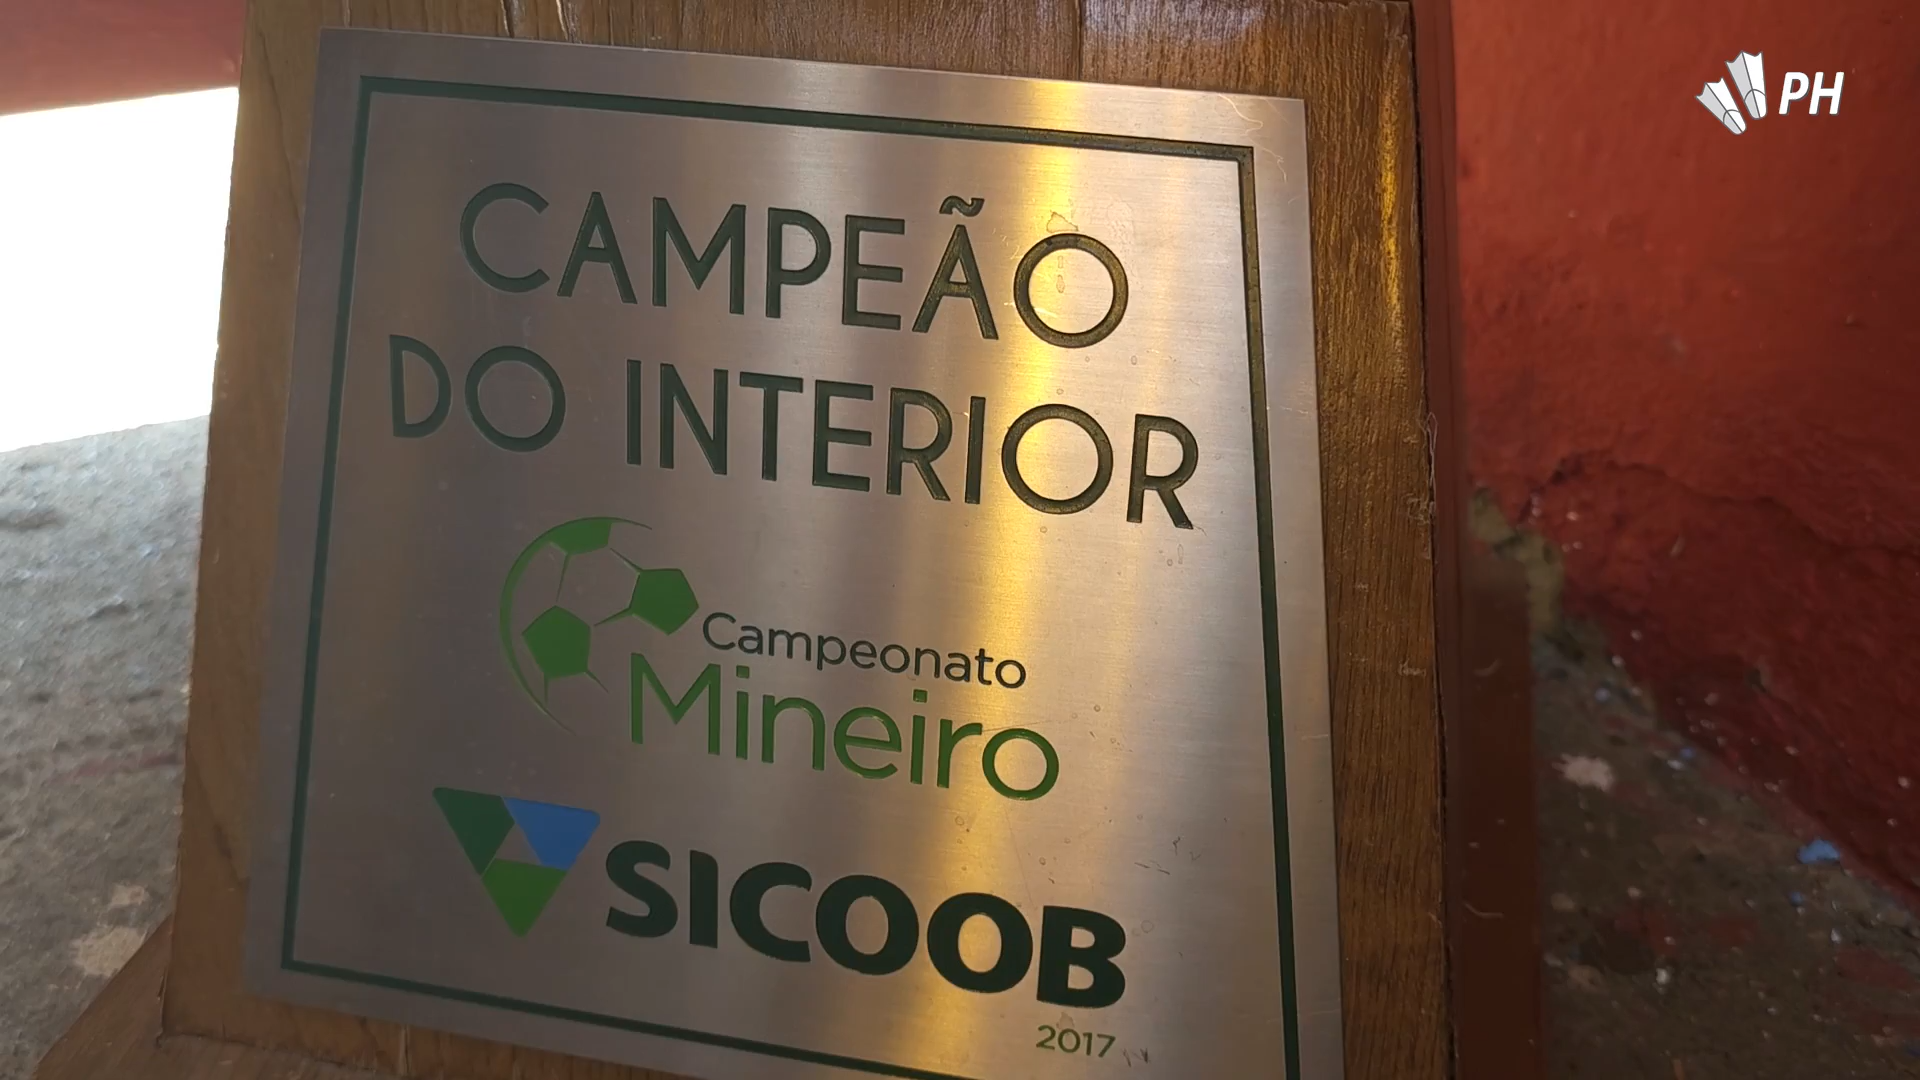 PH
CAMPEÃO
DO INTERIOR
Campeonato
Mineiro
SICOOB
2017